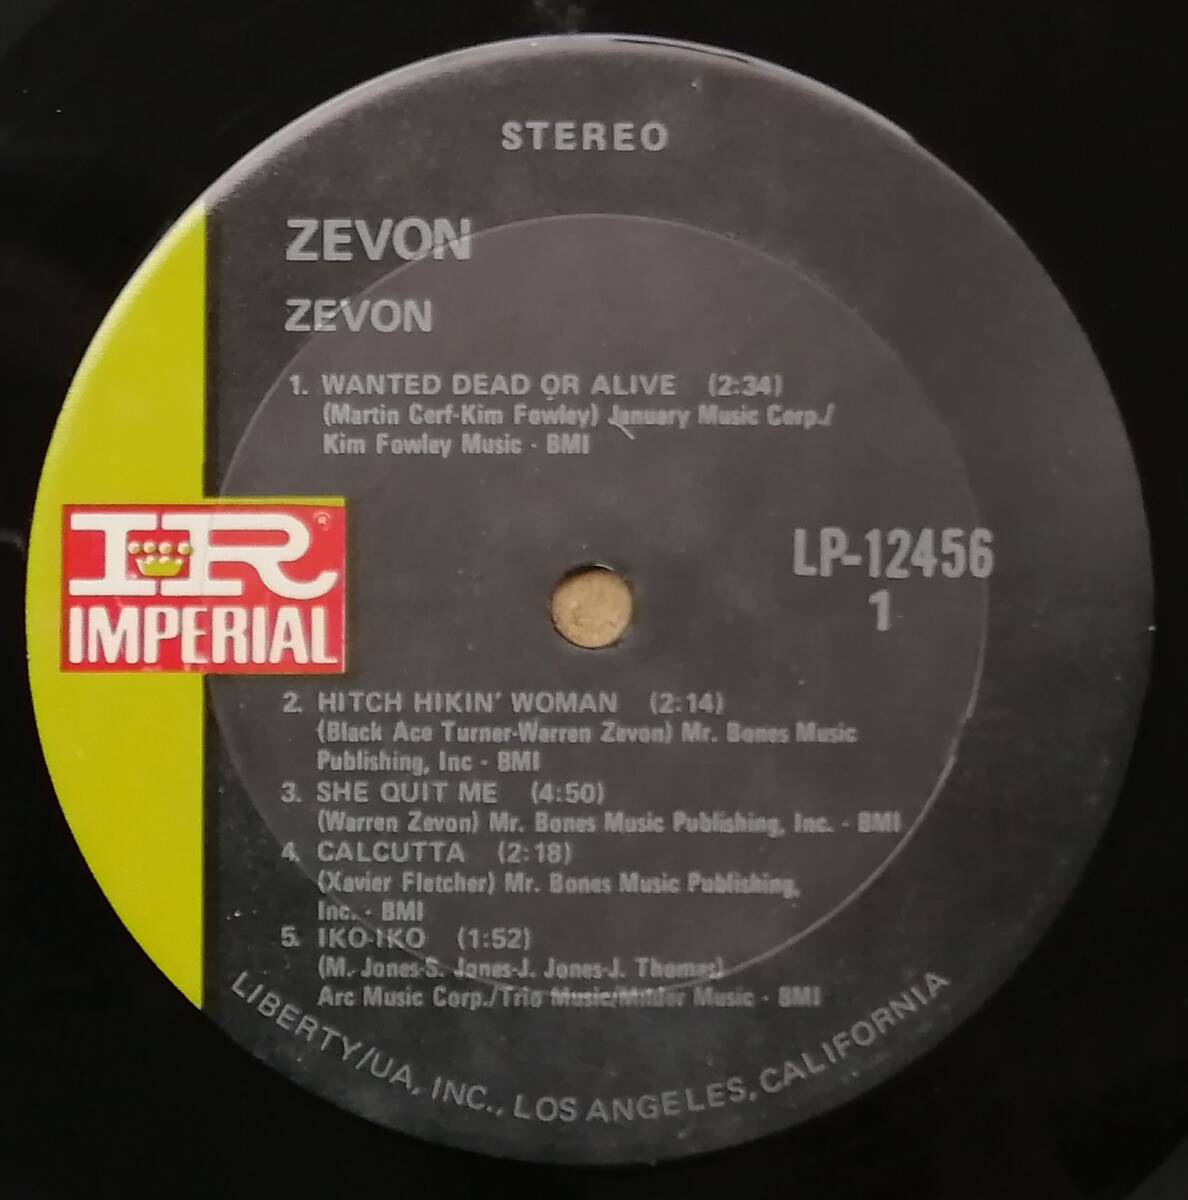 STEREO
ZEVON
ZEVON
1. WANTED DEAD OR ALIVE (2:34)
(Martin Cerf-Kim Fowley) January Music Corp./
Kim Fowley Music - BMI
IR®
IMPERIAL
LP-12456
1
2. HITCH HIKIN' WOMAN (2:14)
(Black Ace Turner-Warren Zevon) Mr. Bones Music
Publishing, Inc - BMI
3. SHE QUIT ME (4:50)
(Warren Zevon) Mr. Bones Music Publishing, Inc. - BMI
4. CALCUTTA (2:18)
(Xavier Fletcher) Mr. Bones Music Publishing,
Inc. - BMI
5. IKO-IKO (1:52)
(M. Jones-S. Jones-J. Jones-J. Thomas)
Arc Music Corp./Trio Music/Milder Music - BMI
LIBERTY/UA, INC., LOS ANGELES, CALIFORNIA